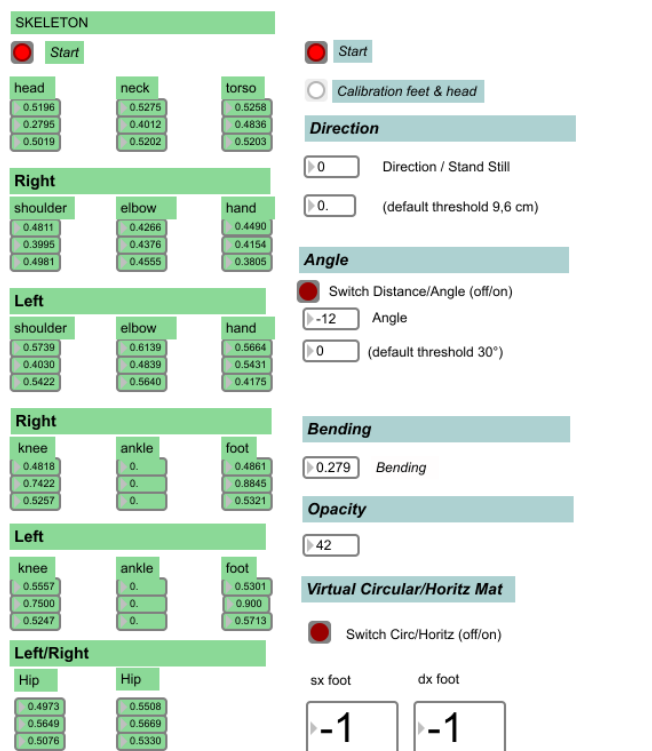 SKELETON
Start
head neck torso
0.5196 0.5275 0.5258
0.2795 0.4012 0.4836
0.5019 0.5202 0.5203
Right
shoulder elbow hand
0.4811 0.4266 0.4490
0.3995 0.4376 0.4154
0.4981 0.4555 0.3805
Left
shoulder elbow hand
0.5739 0.6139 0.5664
0.4030 0.4839 0.5431
0.5422 0.5640 0.4175
Right
knee ankle foot
0.4818 0. 0.4861
0.7422 0. 0.8845
0.5257 0. 0.5321
Left
knee ankle foot
0.5557 0. 0.5301
0.7500 0. 0.900
0.5247 0. 0.5713
Left/Right
Hip Hip
0.4973 0.5508
0.5649 0.5669
0.5076 0.5330
Start
Calibration feet & head
Direction
0 Direction / Stand Still
0. (default threshold 9,6 cm)
Angle
Switch Distance/Angle (off/on)
-12 Angle
0 (default threshold 30°)
Bending
0.279 Bending
Opacity
42
Virtual Circular/Horitz Mat
Switch Circ/Horitz (off/on)
sx foot dx foot
-1 -1